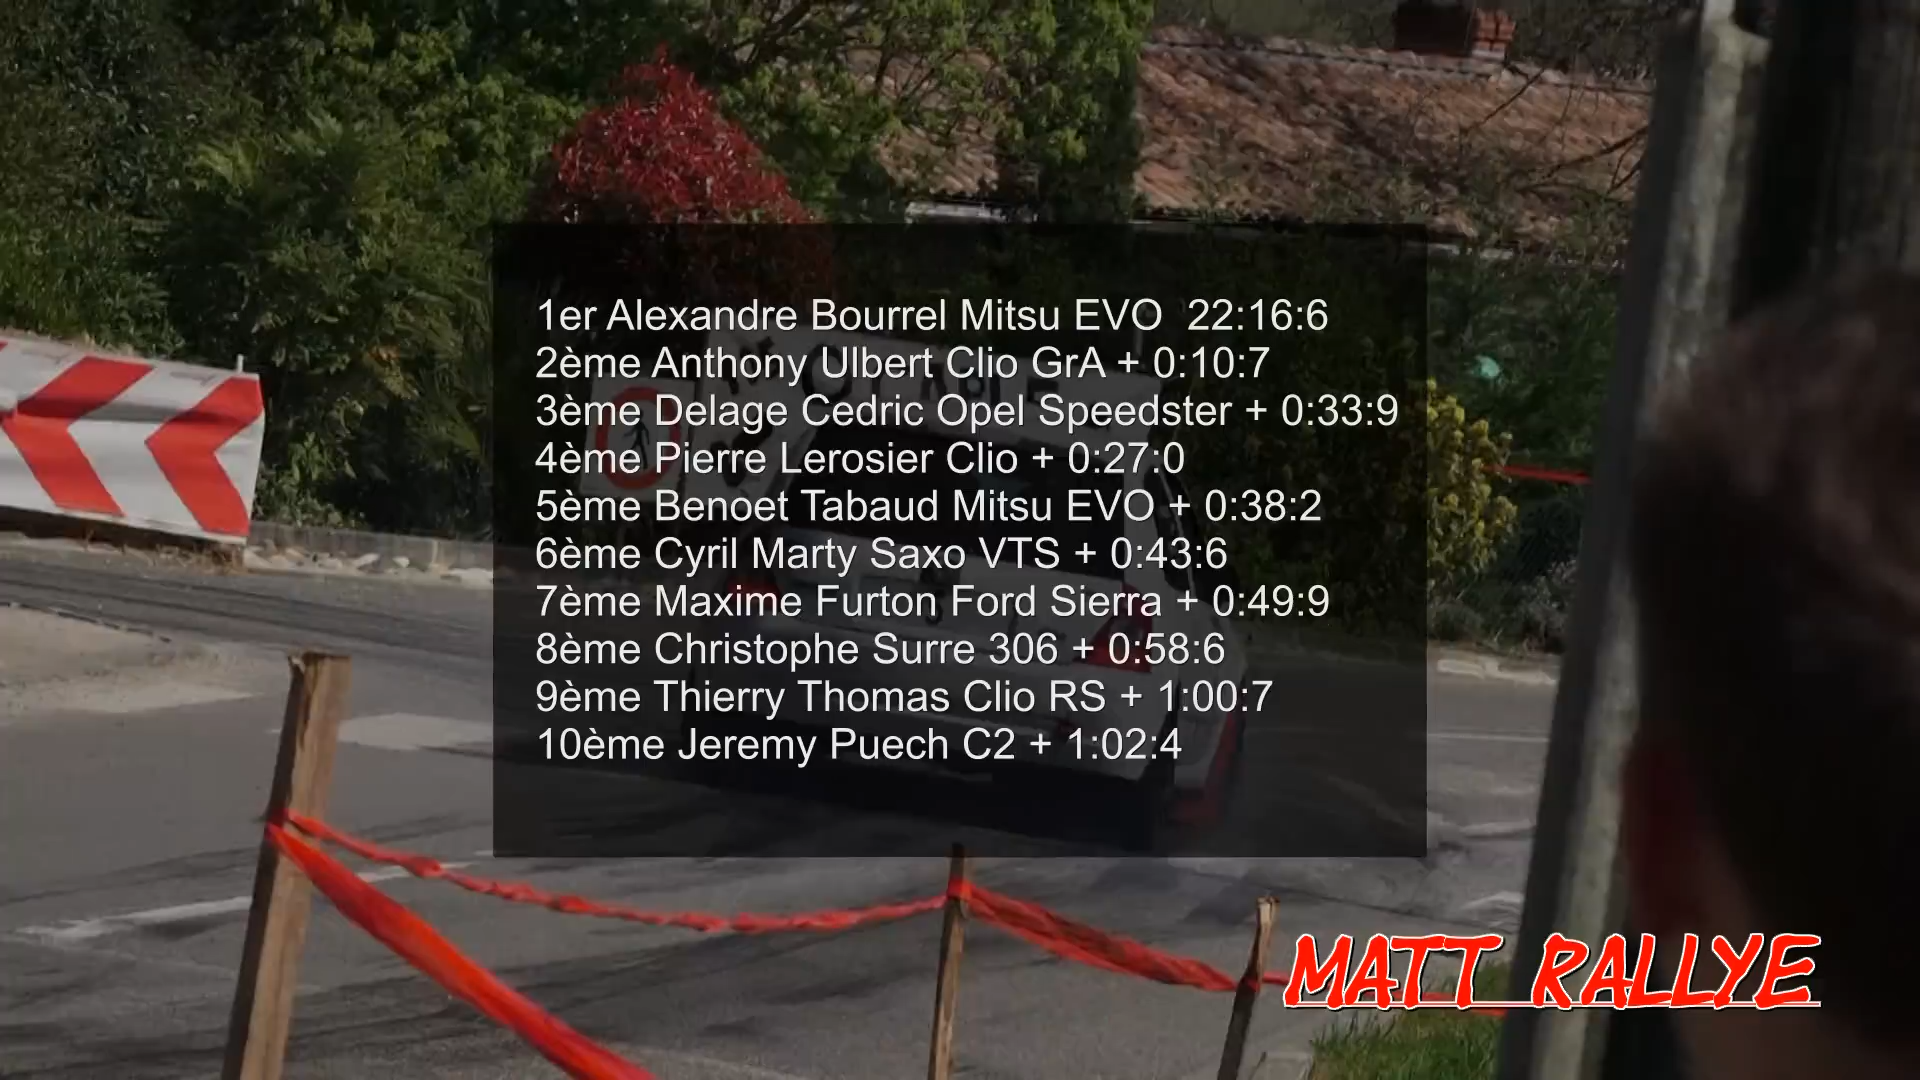 1er Alexandre Bourrel Mitsu EVO  22:16:6
2ème Anthony Ulbert Clio GrA + 0:10:7
3ème Delage Cedric Opel Speedster + 0:33:9
4ème Pierre Lerosier Clio + 0:27:0
5ème Benoet Tabaud Mitsu EVO + 0:38:2
6ème Cyril Marty Saxo VTS + 0:43:6
7ème Maxime Furton Ford Sierra + 0:49:9
8ème Christophe Surre 306 + 0:58:6
9ème Thierry Thomas Clio RS + 1:00:7
10ème Jeremy Puech C2 + 1:02:4
MATT RALLYE